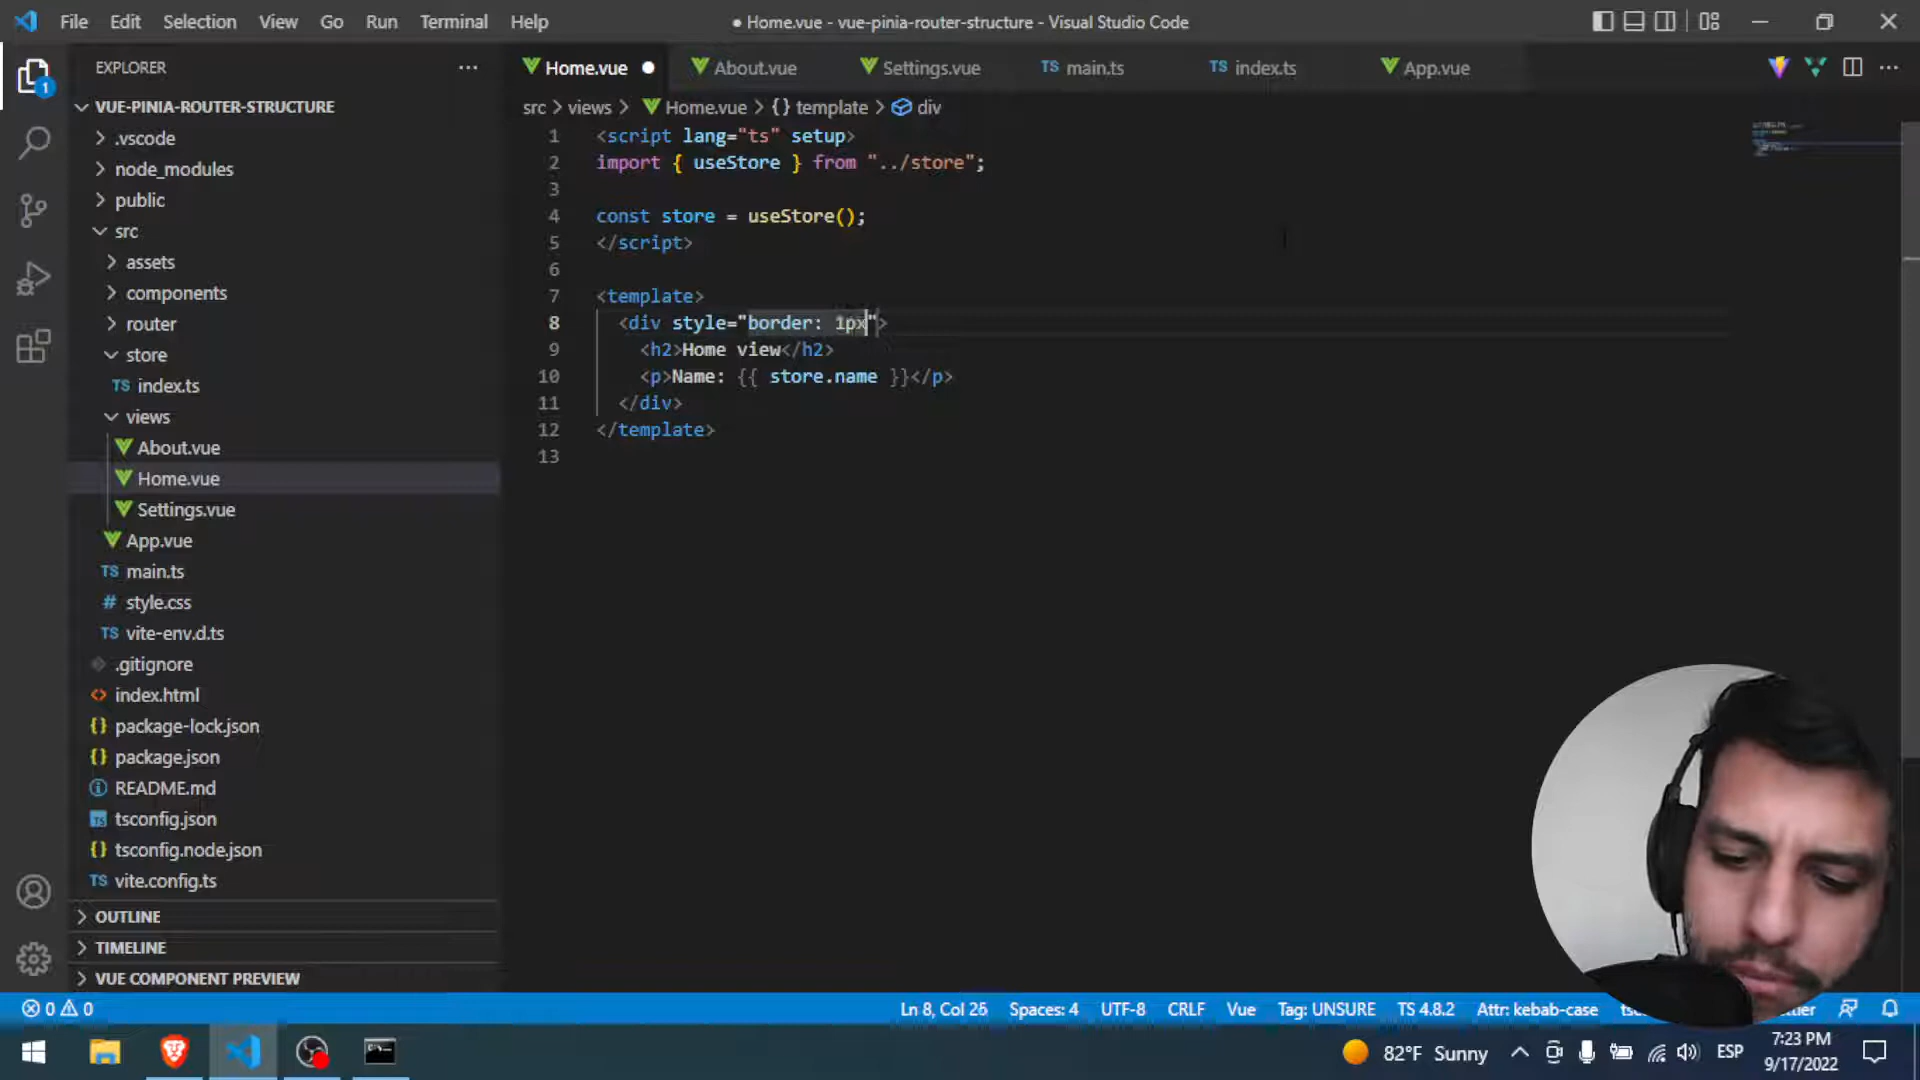 File Edit Selection View Go Run Terminal Help
● Home.vue - vue-pinia-router-structure - Visual Studio Code
EXPLORER
Home.vue
About.vue
Settings.vue
TS main.ts
TS index.ts
App.vue
1
VUE-PINIA-ROUTER-STRUCTURE
.vscode
node_modules
public
src
assets
components
router
store
TS index.ts
views
About.vue
Home.vue
Settings.vue
App.vue
TS main.ts
# style.css
TS vite-env.d.ts
.gitignore
<> index.html
{} package-lock.json
{} package.json
README.md
TS tsconfig.json
{} tsconfig.node.json
TS vite.config.ts
OUTLINE
TIMELINE
VUE COMPONENT PREVIEW
src > views > Home.vue > {} template > div
1 <script lang="ts" setup>
2 import { useStore } from "../store";
3
4 const store = useStore();
5 </script>
6
7 <template>
8 <div style="border: 1px">
9 <h2>Home view</h2>
10 <p>Name: {{ store.name }}</p>
11 </div>
12 </template>
13
0 0
Ln 8, Col 26 Spaces: 4 UTF-8 CRLF Vue Tag: UNSURE TS 4.8.2 Attr: kebab-case
82°F Sunny
ESP
7:23 PM
9/17/2022